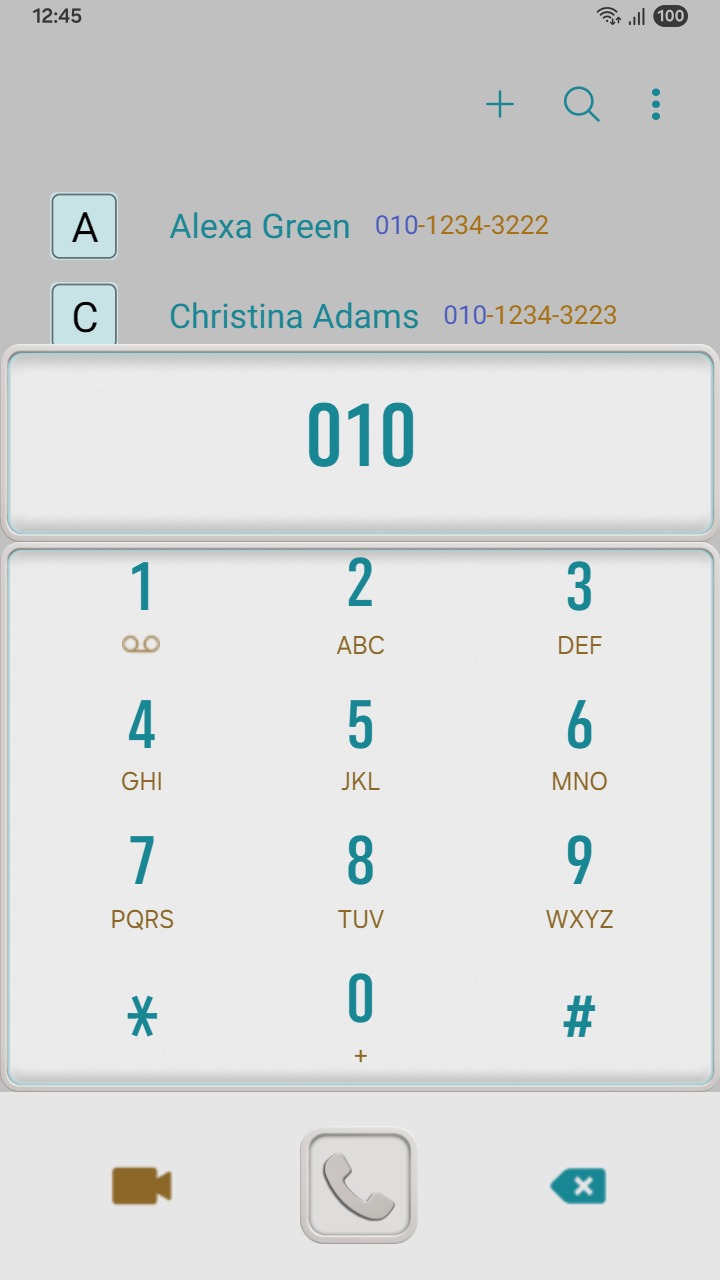 12:45 100
A Alexa Green 010-1234-3222
C Christina Adams 010-1234-3223
010
1 2 3
ABC DEF
4 5 6
GHI JKL MNO
7 8 9
PQRS TUV WXYZ
* 0 #
+